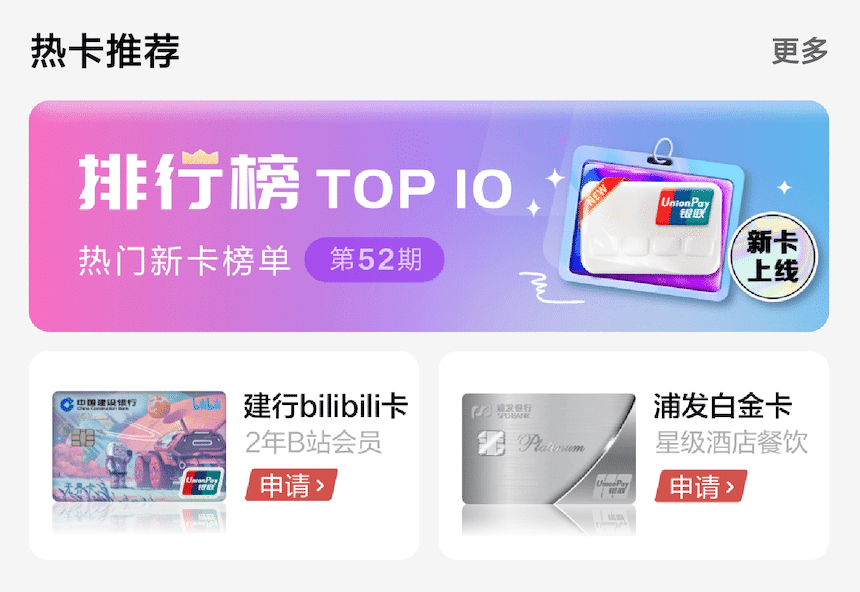 热卡推荐
更多
排行榜 TOP 10
热门新卡榜单 第52期
NEW
UnionPay
银联
新卡
上线
中国建设银行
China Construction Bank
bilibili
无界
UnionPay
银联
建行bilibili卡
2年B站会员
申请 >
浦发银行
SPD BANK
Platinum
UnionPay
银联
浦发白金卡
星级酒店餐饮
申请 >